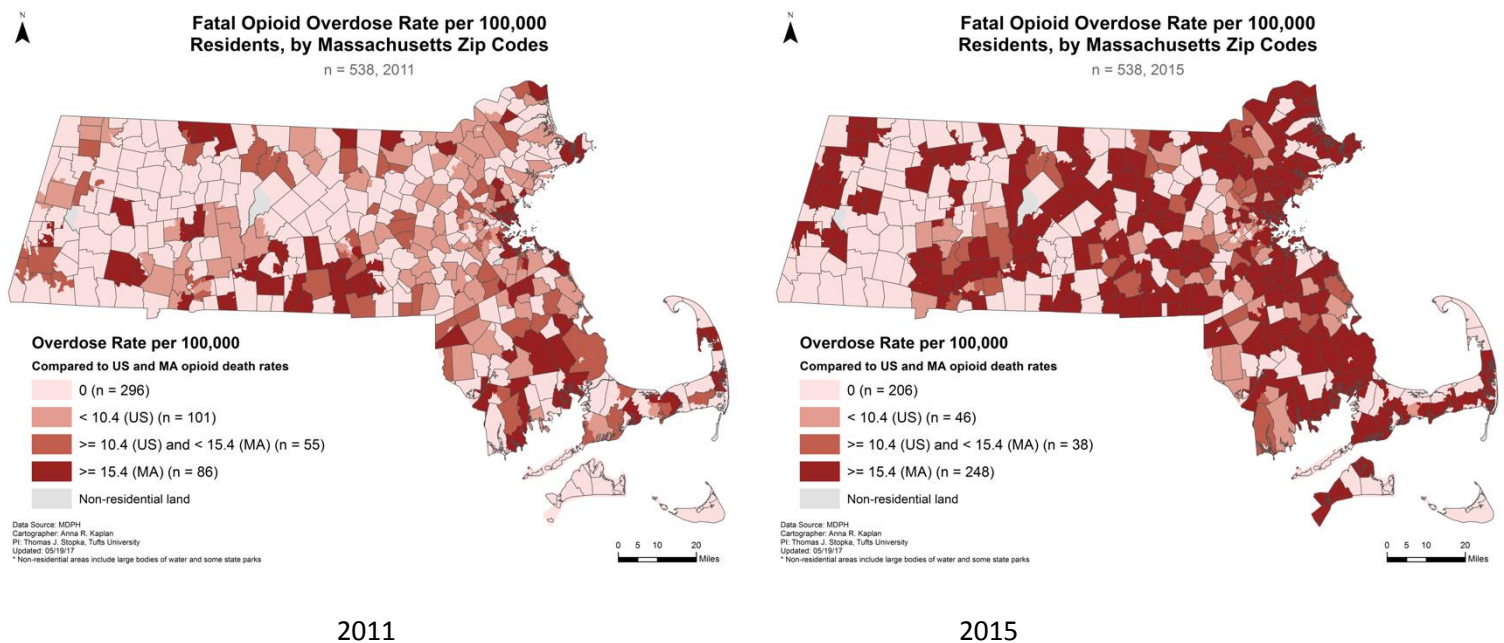 N
Fatal Opioid Overdose Rate per 100,000
Residents, by Massachusetts Zip Codes
n = 538, 2011
Overdose Rate per 100,000
Compared to US and MA opioid death rates
0 (n = 296)
< 10.4 (US) (n = 101)
>= 10.4 (US) and < 15.4 (MA) (n = 55)
>= 15.4 (MA) (n = 86)
Non-residential land
Data Source: MDPH
Cartographer: Anna R. Kaplan
PI: Thomas J. Stopka, Tufts University
Updated: 05/19/17
* Non-residential areas include large bodies of water and some state parks
0 5 10 20
Miles
2011
N
Fatal Opioid Overdose Rate per 100,000
Residents, by Massachusetts Zip Codes
n = 538, 2015
Overdose Rate per 100,000
Compared to US and MA opioid death rates
0 (n = 206)
< 10.4 (US) (n = 46)
>= 10.4 (US) and < 15.4 (MA) (n = 38)
>= 15.4 (MA) (n = 248)
Non-residential land
Data Source: MDPH
Cartographer: Anna R. Kaplan
PI: Thomas J. Stopka, Tufts University
Updated: 05/19/17
* Non-residential areas include large bodies of water and some state parks
0 5 10 20
Miles
2015